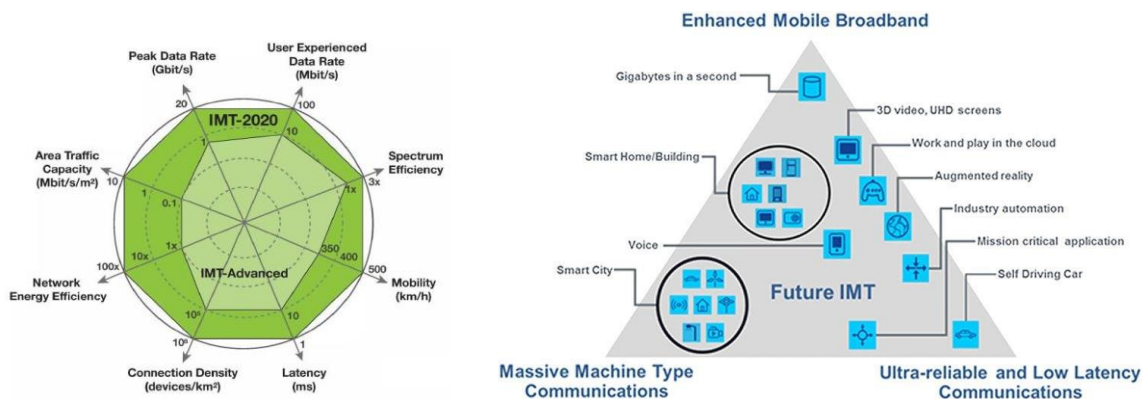 Peak Data Rate
(Gbit/s)
User Experienced
Data Rate
(Mbit/s)
20
IMT-2020
100
1
10
Area Traffic
Capacity
(Mbit/s/m²)
Spectrum
Efficiency
10
1
0.1
1x
3x
100x
10x
1x
350
400
500
Network
Energy Efficiency
IMT-Advanced
Mobility
(km/h)
10⁵
10
10⁶
1
Connection Density
(devices/km²)
Latency
(ms)
Enhanced Mobile Broadband
Gigabytes in a second
3D video, UHD screens
Smart Home/Building
Work and play in the cloud
Augmented reality
Industry automation
Voice
Mission critical application
Smart City
Self Driving Car
Future IMT
Massive Machine Type
Communications
Ultra-reliable and Low Latency
Communications